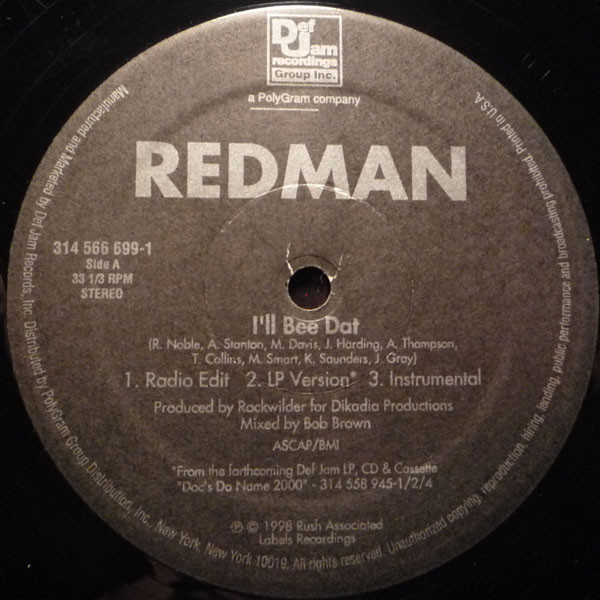 Def
Jam
recordings
Group Inc.
a PolyGram company
REDMAN
314 566 699-1
Side A
33 1/3 RPM
STEREO
I'll Bee Dat
(R. Noble, A. Stanton, M. Davis, J. Harding, A. Thompson,
T. Collins, M. Smart, K. Saunders, J. Gray)
1. Radio Edit 2. LP Version* 3. Instrumental
Produced by Rockwilder for Dikadia Productions
Mixed by Bob Brown
ASCAP/BMI
*From the forthcoming Def Jam LP, CD & Cassette
"Doc's Da Name 2000" - 314 558 945-1/2/4
℗ © 1998 Rush Associated
Labels Recordings
Manufactured and Marketed by Def Jam Records, Inc. Distributed by PolyGram Group Distribution, Inc., New York, New York 10019. All rights reserved. Unauthorized copying, reproduction, hiring, lending, public performance and broadcasting prohibited. Printed in U.S.A.